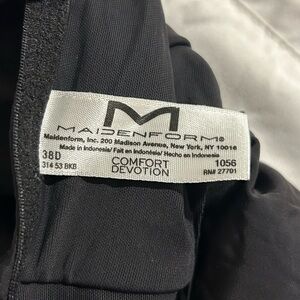 M
MAIDENFORM®
Maidenform, Inc. 200 Madison Avenue, New York, NY 10016
Made in Indonesia/ Fait en Indonésie/ Hecho en Indonesia
38D COMFORT 1056
314 53 BKB DEVOTION RN# 27701